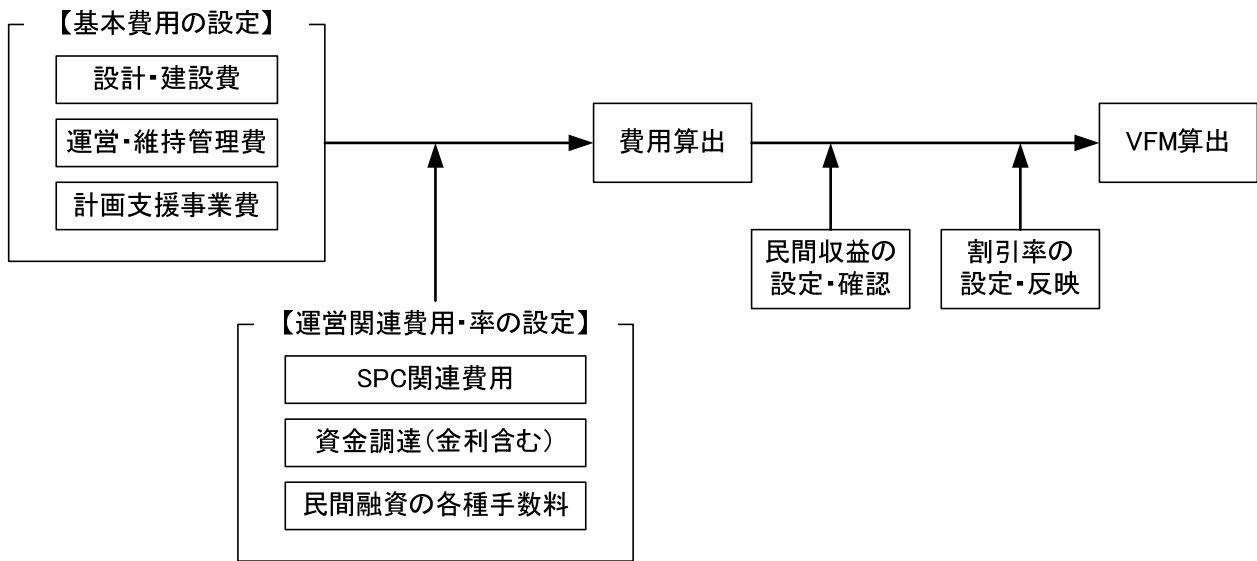 【基本費用の設定】
設計・建設費
運営・維持管理費
計画支援事業費
費用算出
VFM算出
民間収益の
設定・確認
割引率の
設定・反映
【運営関連費用・率の設定】
SPC関連費用
資金調達(金利含む)
民間融資の各種手数料